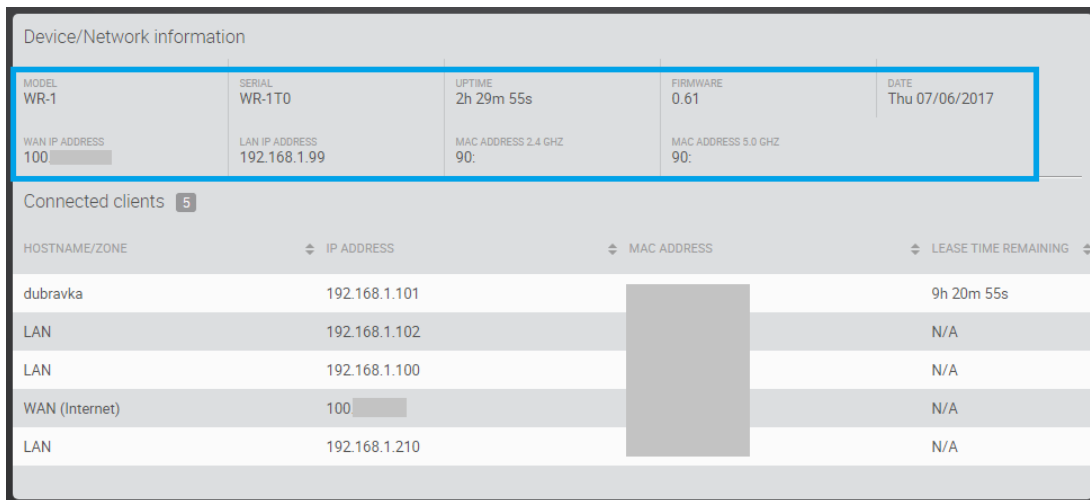 Device/Network information
MODEL SERIAL UPTIME FIRMWARE DATE
WR-1 WR-1T0 2h 29m 55s 0.61 Thu 07/06/2017
WAN IP ADDRESS LAN IP ADDRESS MAC ADDRESS 2.4 GHZ MAC ADDRESS 5.0 GHZ
100 192.168.1.99 90: 90:
Connected clients 5
HOSTNAME/ZONE IP ADDRESS MAC ADDRESS LEASE TIME REMAINING
dubravka 192.168.1.101 9h 20m 55s
LAN 192.168.1.102 N/A
LAN 192.168.1.100 N/A
WAN (Internet) 100. N/A
LAN 192.168.1.210 N/A